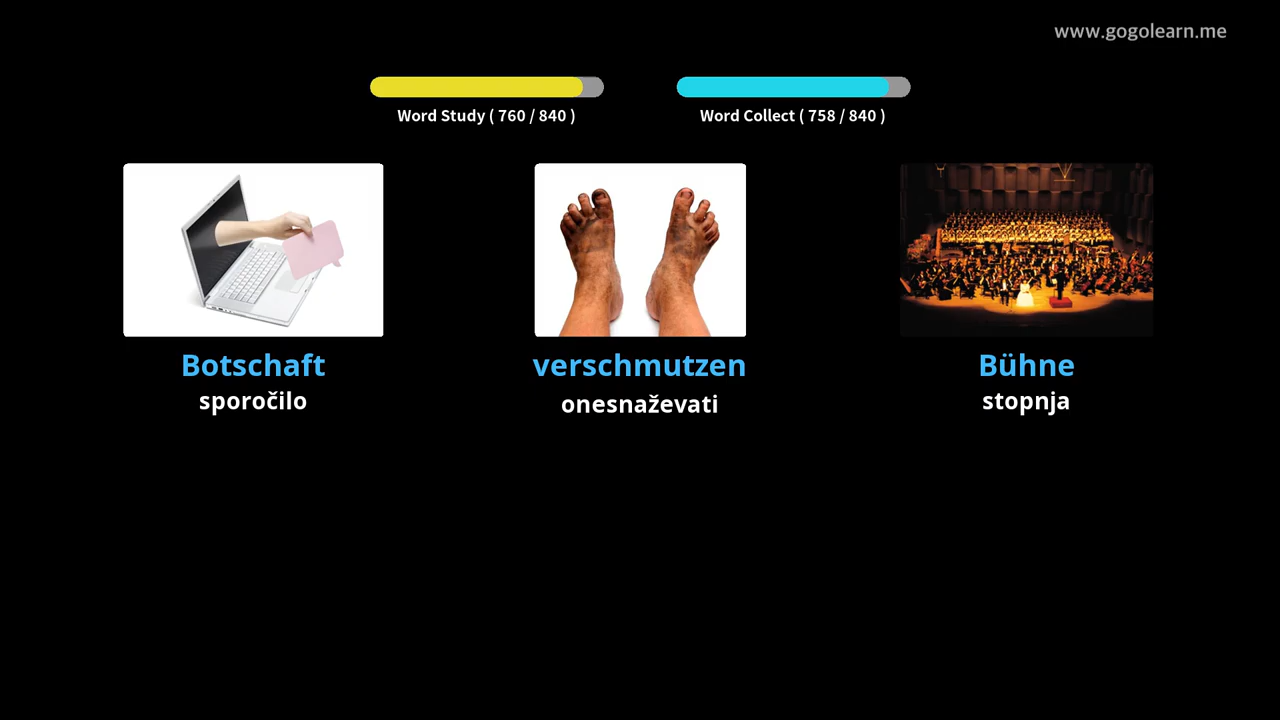 www.gogolearn.me
Word Study ( 760 / 840 )
Word Collect ( 758 / 840 )
Botschaft
sporočilo
verschmutzen
onesnaževati
Bühne
stopnja